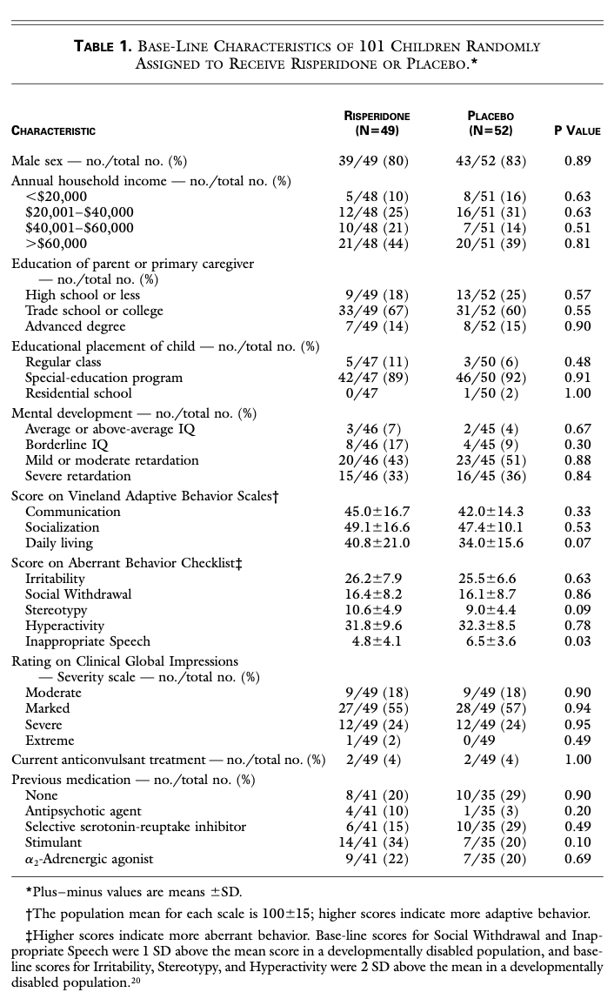 TABLE 1. BASE-LINE CHARACTERISTICS OF 101 CHILDREN RANDOMLY
ASSIGNED TO RECEIVE RISPERIDONE OR PLACEBO.*
CHARACTERISTIC RISPERIDONE (N=49) PLACEBO (N=52) P VALUE
Male sex — no./total no. (%) 39/49 (80) 43/52 (83) 0.89
Annual household income — no./total no. (%)
<$20,000 5/48 (10) 8/51 (16) 0.63
$20,001–$40,000 12/48 (25) 16/51 (31) 0.63
$40,001–$60,000 10/48 (21) 7/51 (14) 0.51
>$60,000 21/48 (44) 20/51 (39) 0.81
Education of parent or primary caregiver
— no./total no. (%)
High school or less 9/49 (18) 13/52 (25) 0.57
Trade school or college 33/49 (67) 31/52 (60) 0.55
Advanced degree 7/49 (14) 8/52 (15) 0.90
Educational placement of child — no./total no. (%)
Regular class 5/47 (11) 3/50 (6) 0.48
Special-education program 42/47 (89) 46/50 (92) 0.91
Residential school 0/47 1/50 (2) 1.00
Mental development — no./total no. (%)
Average or above-average IQ 3/46 (7) 2/45 (4) 0.67
Borderline IQ 8/46 (17) 4/45 (9) 0.30
Mild or moderate retardation 20/46 (43) 23/45 (51) 0.88
Severe retardation 15/46 (33) 16/45 (36) 0.84
Score on Vineland Adaptive Behavior Scales†
Communication 45.0±16.7 42.0±14.3 0.33
Socialization 49.1±16.6 47.4±10.1 0.53
Daily living 40.8±21.0 34.0±15.6 0.07
Score on Aberrant Behavior Checklist‡
Irritability 26.2±7.9 25.5±6.6 0.63
Social Withdrawal 16.4±8.2 16.1±8.7 0.86
Stereotypy 10.6±4.9 9.0±4.4 0.09
Hyperactivity 31.8±9.6 32.3±8.5 0.78
Inappropriate Speech 4.8±4.1 6.5±3.6 0.03
Rating on Clinical Global Impressions
— Severity scale — no./total no. (%)
Moderate 9/49 (18) 9/49 (18) 0.90
Marked 27/49 (55) 28/49 (57) 0.94
Severe 12/49 (24) 12/49 (24) 0.95
Extreme 1/49 (2) 0/49 0.49
Current anticonvulsant treatment — no./total no. (%) 2/49 (4) 2/49 (4) 1.00
Previous medication — no./total no. (%)
None 8/41 (20) 10/35 (29) 0.90
Antipsychotic agent 4/41 (10) 1/35 (3) 0.20
Selective serotonin-reuptake inhibitor 6/41 (15) 10/35 (29) 0.49
Stimulant 14/41 (34) 7/35 (20) 0.10
α₂-Adrenergic agonist 9/41 (22) 7/35 (20) 0.69
*Plus–minus values are means ±SD.
†The population mean for each scale is 100±15; higher scores indicate more adaptive behavior.
‡Higher scores indicate more aberrant behavior. Base-line scores for Social Withdrawal and Inap-
propriate Speech were 1 SD above the mean score in a developmentally disabled population, and base-
line scores for Irritability, Stereotypy, and Hyperactivity were 2 SD above the mean in a developmentally
disabled population.²⁰